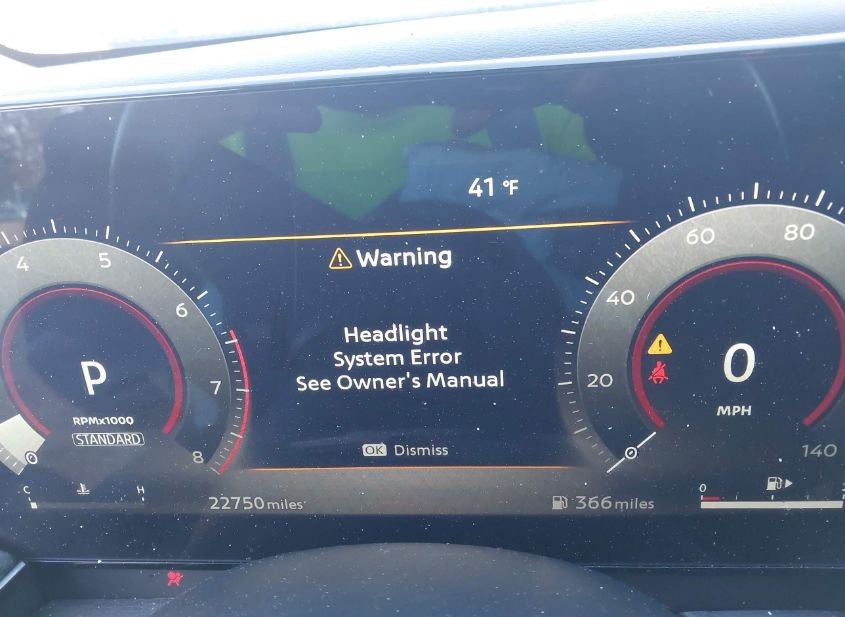 41 °F
Warning
4
5
6
7
8
Headlight
System Error
See Owner's Manual
P
RPMx1000
STANDARD
20
40
60
80
140
0
MPH
OK Dismiss
C
H
22750 miles
366 miles
0